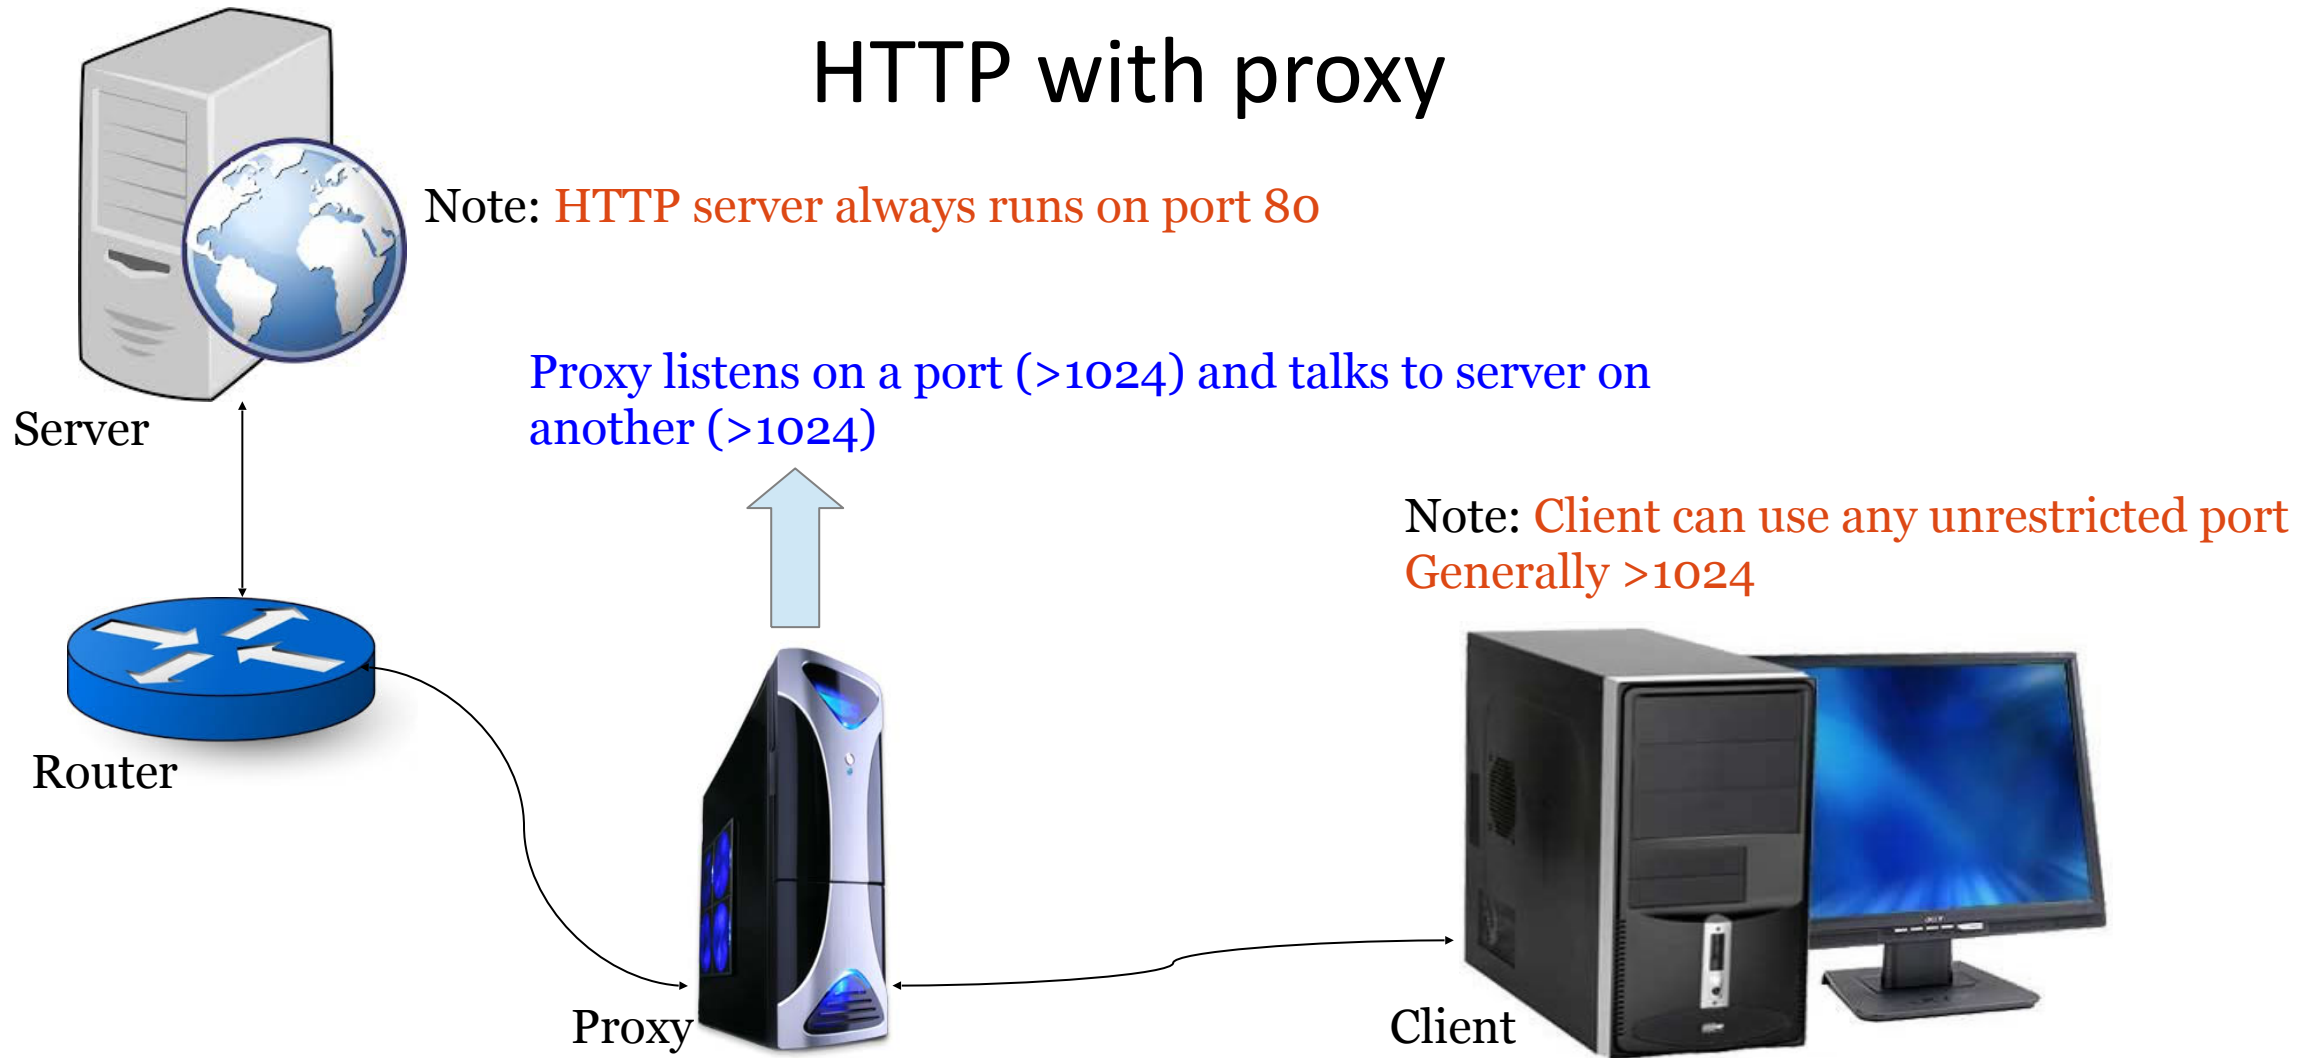 HTTP with proxy
Note: HTTP server always runs on port 80
Proxy listens on a port (>1024) and talks to server on
another (>1024)
Server
Note: Client can use any unrestricted port
Generally >1024
Router
Proxy
Client